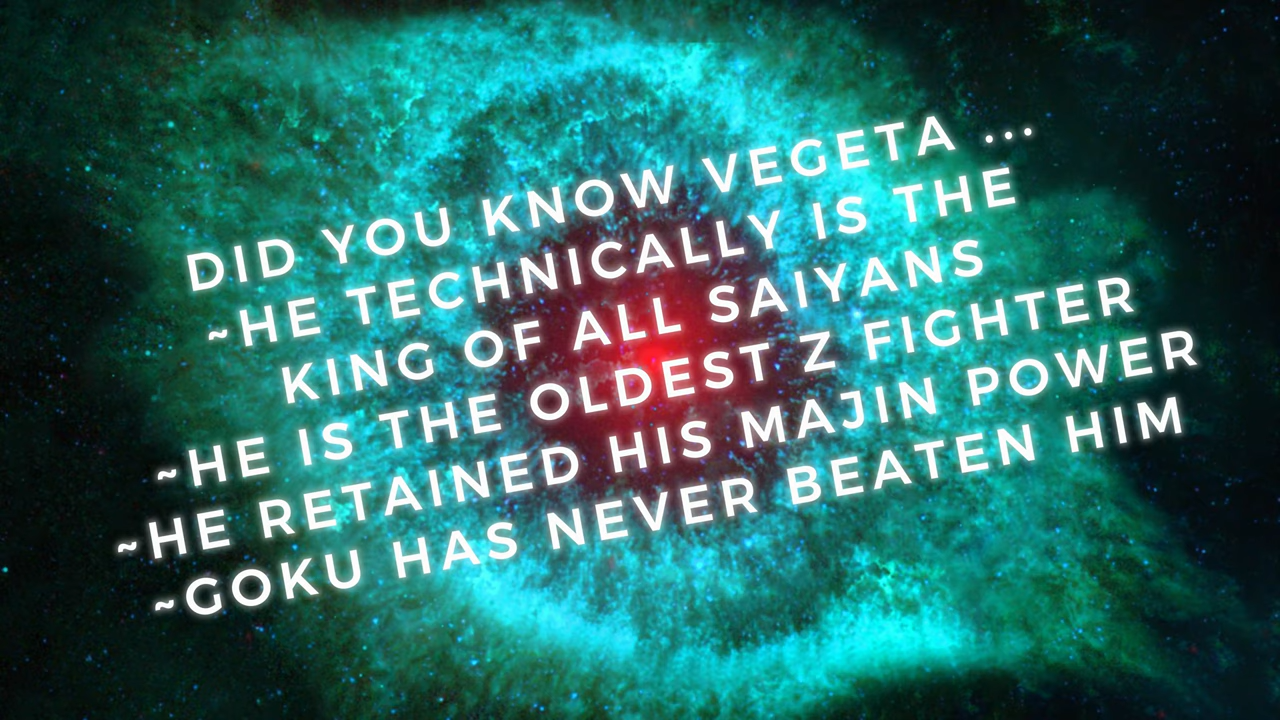 DID YOU KNOW VEGETA ...
~HE TECHNICALLY IS THE
KING OF ALL SAIYANS
~HE IS THE OLDEST Z FIGHTER
~HE RETAINED HIS MAJIN POWER
~GOKU HAS NEVER BEATEN HIM